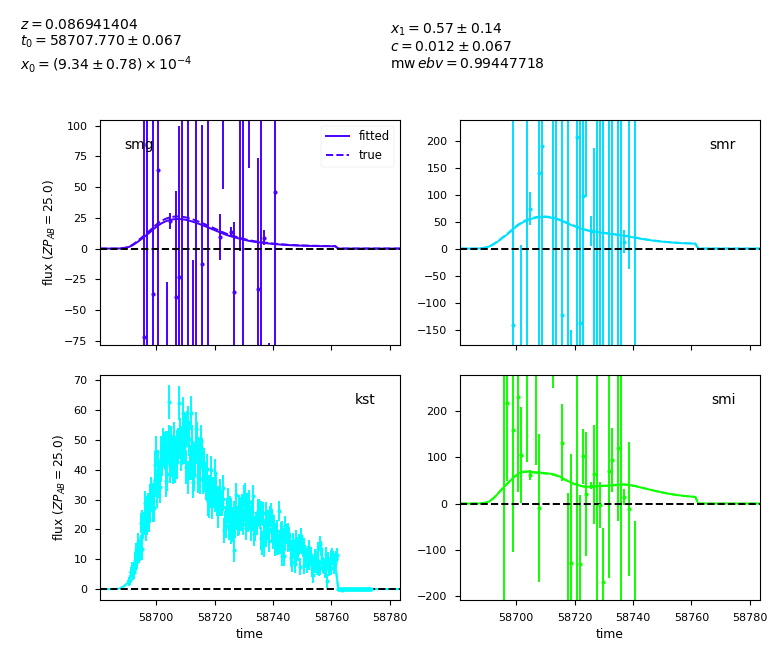 z = 0.086941404
t₀ = 58707.770 ± 0.067
x₀ = (9.34 ± 0.78) × 10⁻⁴
x₁ = 0.57 ± 0.14
c = 0.012 ± 0.067
mw ebv = 0.99447718
smg
fitted
true
100
75
50
25
0
−25
−50
−75
flux (ZP_AB = 25.0)
smr
200
150
100
50
0
−50
−100
−150
kst
70
60
50
40
30
20
10
0
flux (ZP_AB = 25.0)
58700 58720 58740 58760 58780
time
smi
200
100
0
−100
−200
58700 58720 58740 58760 58780
time